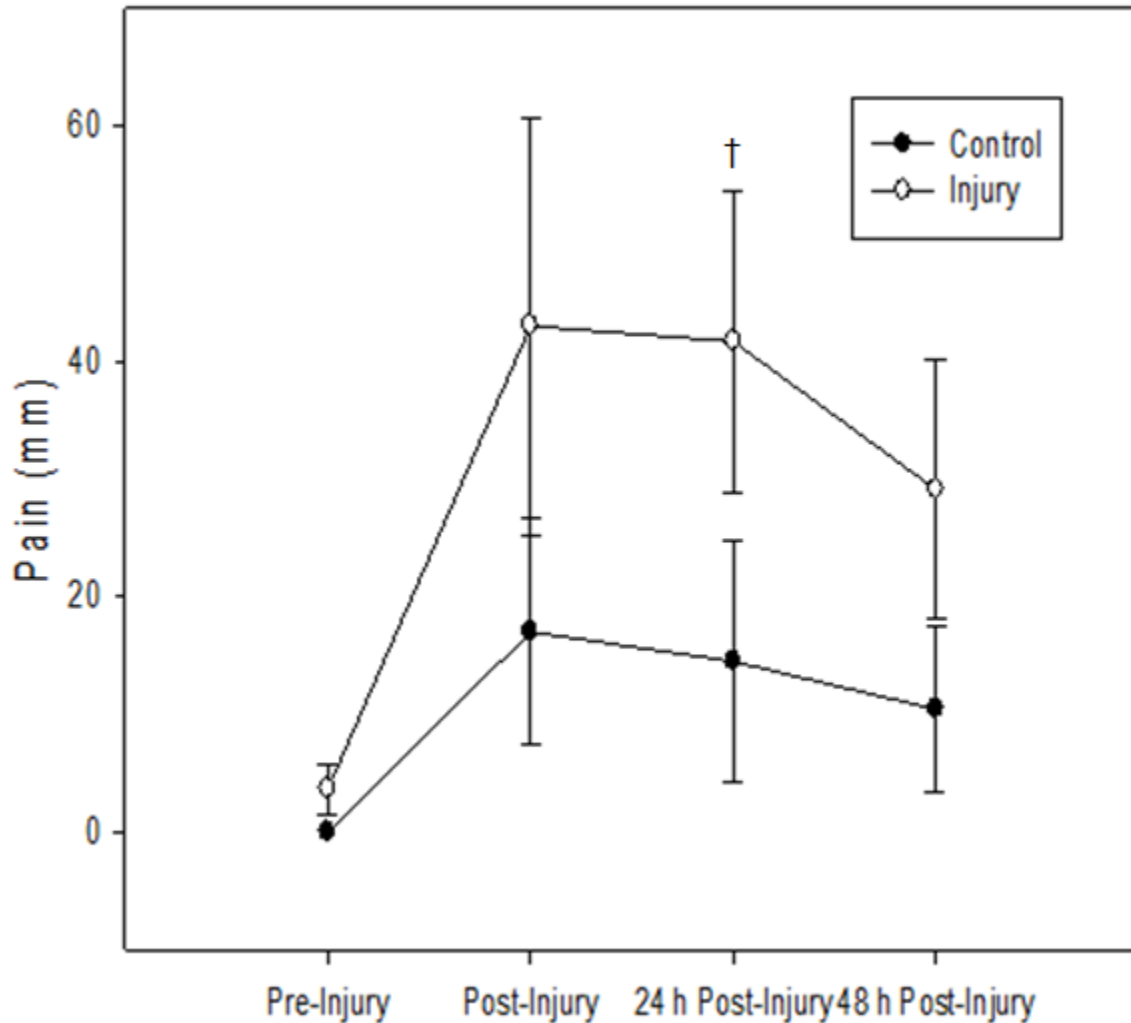 60
†
Control
Injury
40
Pain (mm)
20
0
Pre-Injury
Post-Injury
24 h Post-Injury
48 h Post-Injury